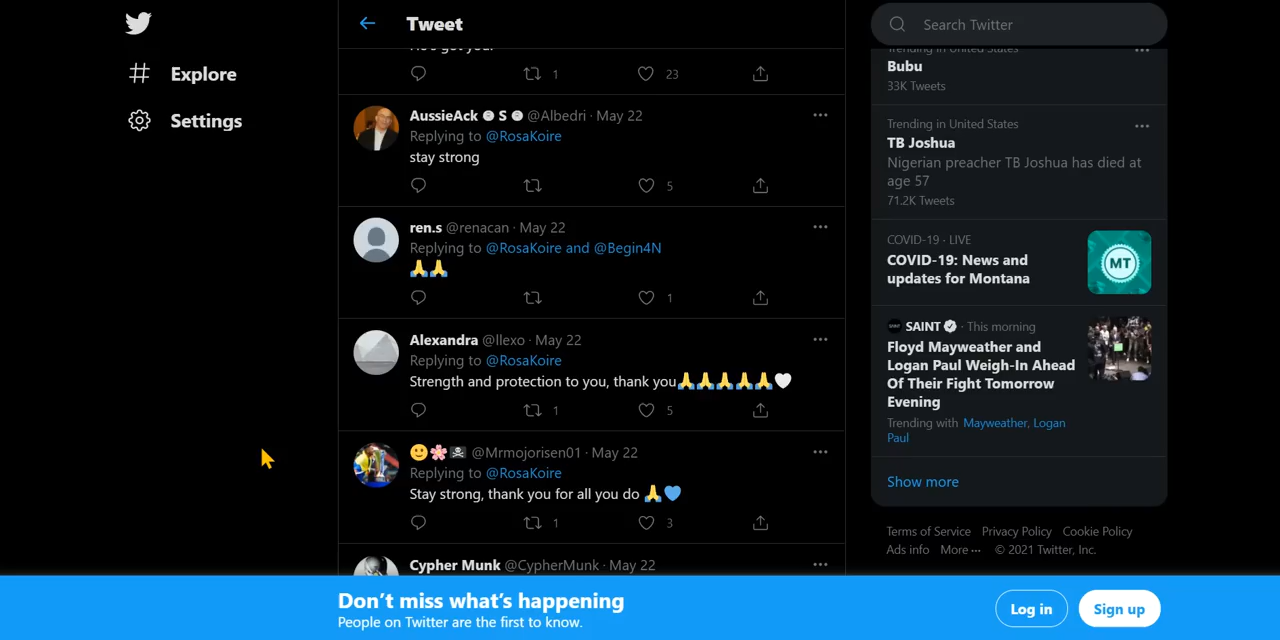 Tweet
Search Twitter
Explore
Settings
1
23
AussieAck 🅢 S 🅢 @Albedri · May 22
Replying to @RosaKoire
stay strong
5
ren.s @renacan · May 22
Replying to @RosaKoire and @Begin4N
🙏🙏
1
Alexandra @llexo · May 22
Replying to @RosaKoire
Strength and protection to you, thank you🙏🙏🙏🙏🙏🤍
1
5
🙂🌸🏴‍☠️ @Mrmojorisen01 · May 22
Replying to @RosaKoire
Stay strong, thank you for all you do 🙏💙
1
3
Cypher Munk @CypherMunk · May 22
Trending in United States
Bubu
33K Tweets
Trending in United States
TB Joshua
Nigerian preacher TB Joshua has died at
age 57
71.2K Tweets
COVID-19 · LIVE
COVID-19: News and
updates for Montana
MT
SAINT · This morning
Floyd Mayweather and
Logan Paul Weigh-In Ahead
Of Their Fight Tomorrow
Evening
Trending with Mayweather, Logan
Paul
Show more
Terms of Service Privacy Policy Cookie Policy
Ads info More ··· © 2021 Twitter, Inc.
Don't miss what's happening
People on Twitter are the first to know.
Log in
Sign up